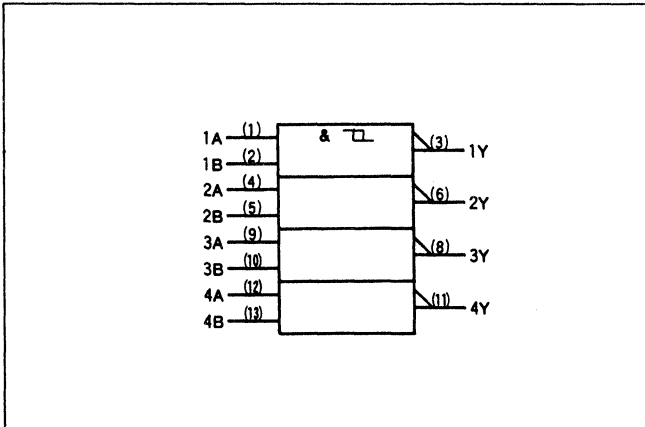 1A (1) & (3) 1Y
1B (2)
2A (4) (6) 2Y
2B (5)
3A (9) (8) 3Y
3B (10)
4A (12) (11) 4Y
4B (13)